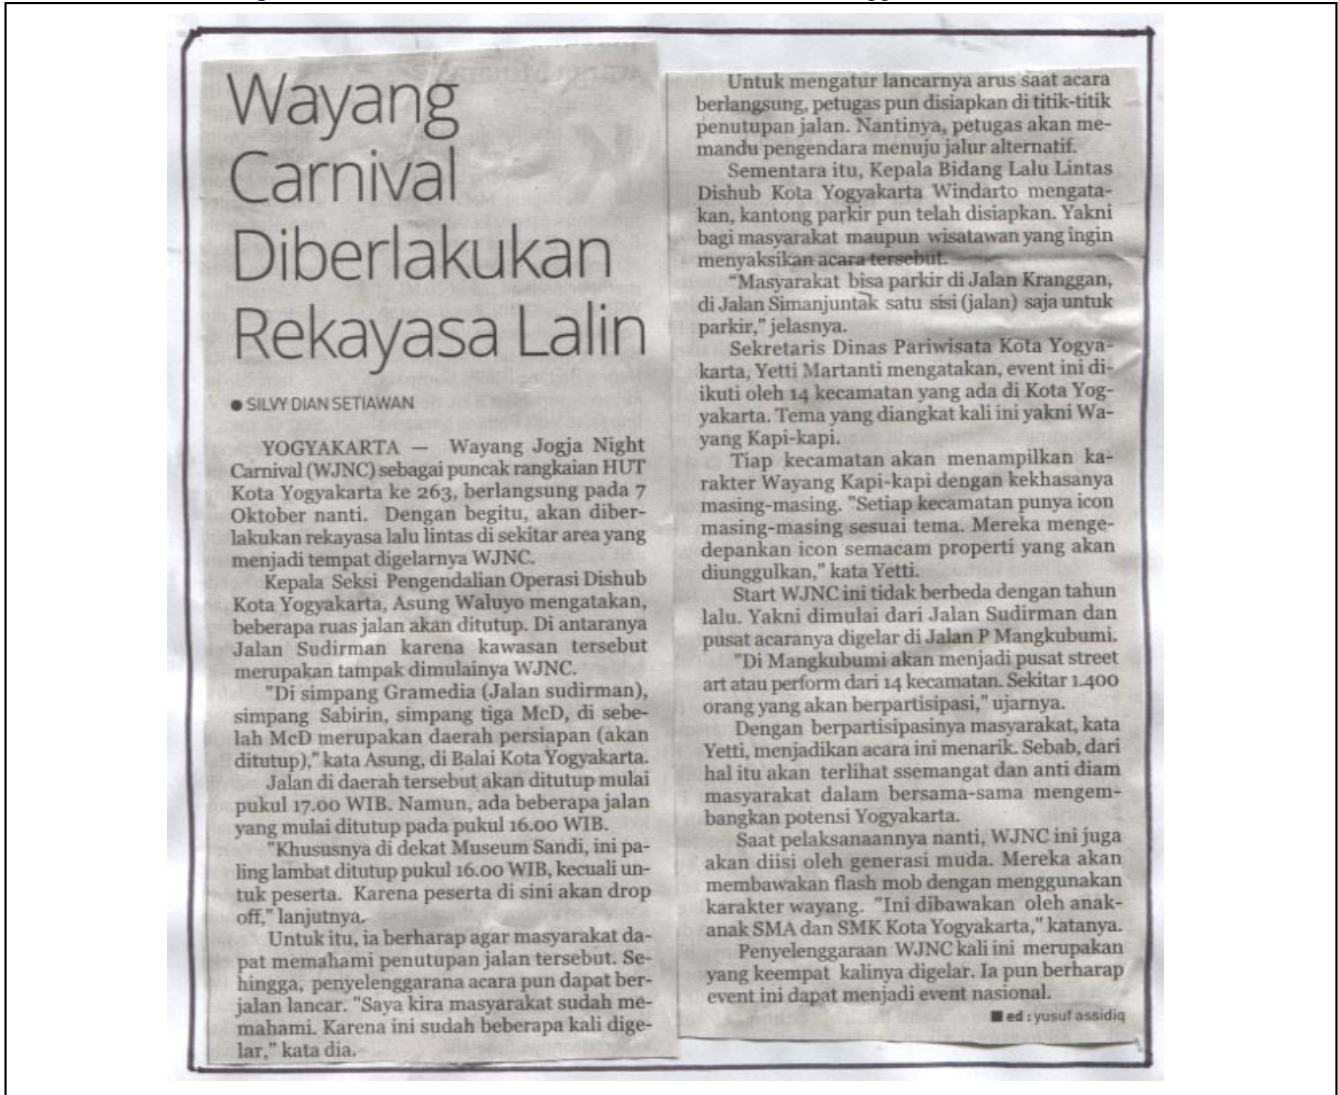 Wayang
Carnival
Diberlakukan
Rekayasa Lalin
● SILVY DIAN SETIAWAN
YOGYAKARTA — Wayang Jogja Night
Carnival (WJNC) sebagai puncak rangkaian HUT
Kota Yogyakarta ke 263, berlangsung pada 7
Oktober nanti. Dengan begitu, akan diber-
lakukan rekayasa lalu lintas di sekitar area yang
menjadi tempat digelarnya WJNC.
Kepala Seksi Pengendalian Operasi Dishub
Kota Yogyakarta, Asung Waluyo mengatakan,
beberapa ruas jalan akan ditutup. Di antaranya
Jalan Sudirman karena kawasan tersebut
merupakan tampak dimulainya WJNC.
"Di simpang Gramedia (Jalan sudirman),
simpang Sabirin, simpang tiga McD, di sebe-
lah McD merupakan daerah persiapan (akan
ditutup)," kata Asung, di Balai Kota Yogyakarta.
Jalan di daerah tersebut akan ditutup mulai
pukul 17.00 WIB. Namun, ada beberapa jalan
yang mulai ditutup pada pukul 16.00 WIB.
"Khususnya di dekat Museum Sandi, ini pa-
ling lambat ditutup pukul 16.00 WIB, kecuali un-
tuk peserta. Karena peserta di sini akan drop
off," lanjutnya.
Untuk itu, ia berharap agar masyarakat da-
pat memahami penutupan jalan tersebut. Se-
hingga, penyelenggarana acara pun dapat ber-
jalan lancar. "Saya kira masyarakat sudah me-
mahami. Karena ini sudah beberapa kali dige-
lar," kata dia.
Untuk mengatur lancarnya arus saat acara
berlangsung, petugas pun disiapkan di titik-titik
penutupan jalan. Nantinya, petugas akan me-
mandu pengendara menuju jalur alternatif.
Sementara itu, Kepala Bidang Lalu Lintas
Dishub Kota Yogyakarta Windarto mengata-
kan, kantong parkir pun telah disiapkan. Yakni
bagi masyarakat maupun wisatawan yang ingin
menyaksikan acara tersebut.
"Masyarakat bisa parkir di Jalan Kranggan,
di Jalan Simanjuntak satu sisi (jalan) saja untuk
parkir," jelasnya.
Sekretaris Dinas Pariwisata Kota Yogya-
karta, Yetti Martanti mengatakan, event ini di-
ikuti oleh 14 kecamatan yang ada di Kota Yog-
yakarta. Tema yang diangkat kali ini yakni Wa-
yang Kapi-kapi.
Tiap kecamatan akan menampilkan ka-
rakter Wayang Kapi-kapi dengan kekhasanya
masing-masing. "Setiap kecamatan punya icon
masing-masing sesuai tema. Mereka menge-
depankan icon semacam properti yang akan
diunggulkan," kata Yetti.
Start WJNC ini tidak berbeda dengan tahun
lalu. Yakni dimulai dari Jalan Sudirman dan
pusat acaranya digelar di Jalan P Mangkubumi.
"Di Mangkubumi akan menjadi pusat street
art atau perform dari 14 kecamatan. Sekitar 1.400
orang yang akan berpartisipasi," ujarnya.
Dengan berpartisipasinya masyarakat, kata
Yetti, menjadikan acara ini menarik. Sebab, dari
hal itu akan terlihat ssemangat dan anti diam
masyarakat dalam bersama-sama mengem-
bangkan potensi Yogyakarta.
Saat pelaksanaannya nanti, WJNC ini juga
akan diisi oleh generasi muda. Mereka akan
membawakan flash mob dengan menggunakan
karakter wayang. "Ini dibawakan oleh anak-
anak SMA dan SMK Kota Yogyakarta," katanya.
Penyelenggaraan WJNC kali ini merupakan
yang keempat kalinya digelar. Ia pun berharap
event ini dapat menjadi event nasional.
■ ed : yusuf assidiq